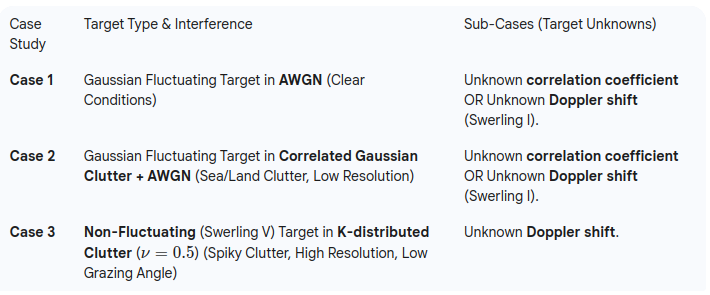 Case Study Target Type & Interference Sub-Cases (Target Unknowns)
Case 1 Gaussian Fluctuating Target in AWGN (Clear Conditions) Unknown correlation coefficient OR Unknown Doppler shift (Swerling I).
Case 2 Gaussian Fluctuating Target in Correlated Gaussian Clutter + AWGN (Sea/Land Clutter, Low Resolution) Unknown correlation coefficient OR Unknown Doppler shift (Swerling I).
Case 3 Non-Fluctuating (Swerling V) Target in K-distributed Clutter (ν = 0.5) (Spiky Clutter, High Resolution, Low Grazing Angle) Unknown Doppler shift.